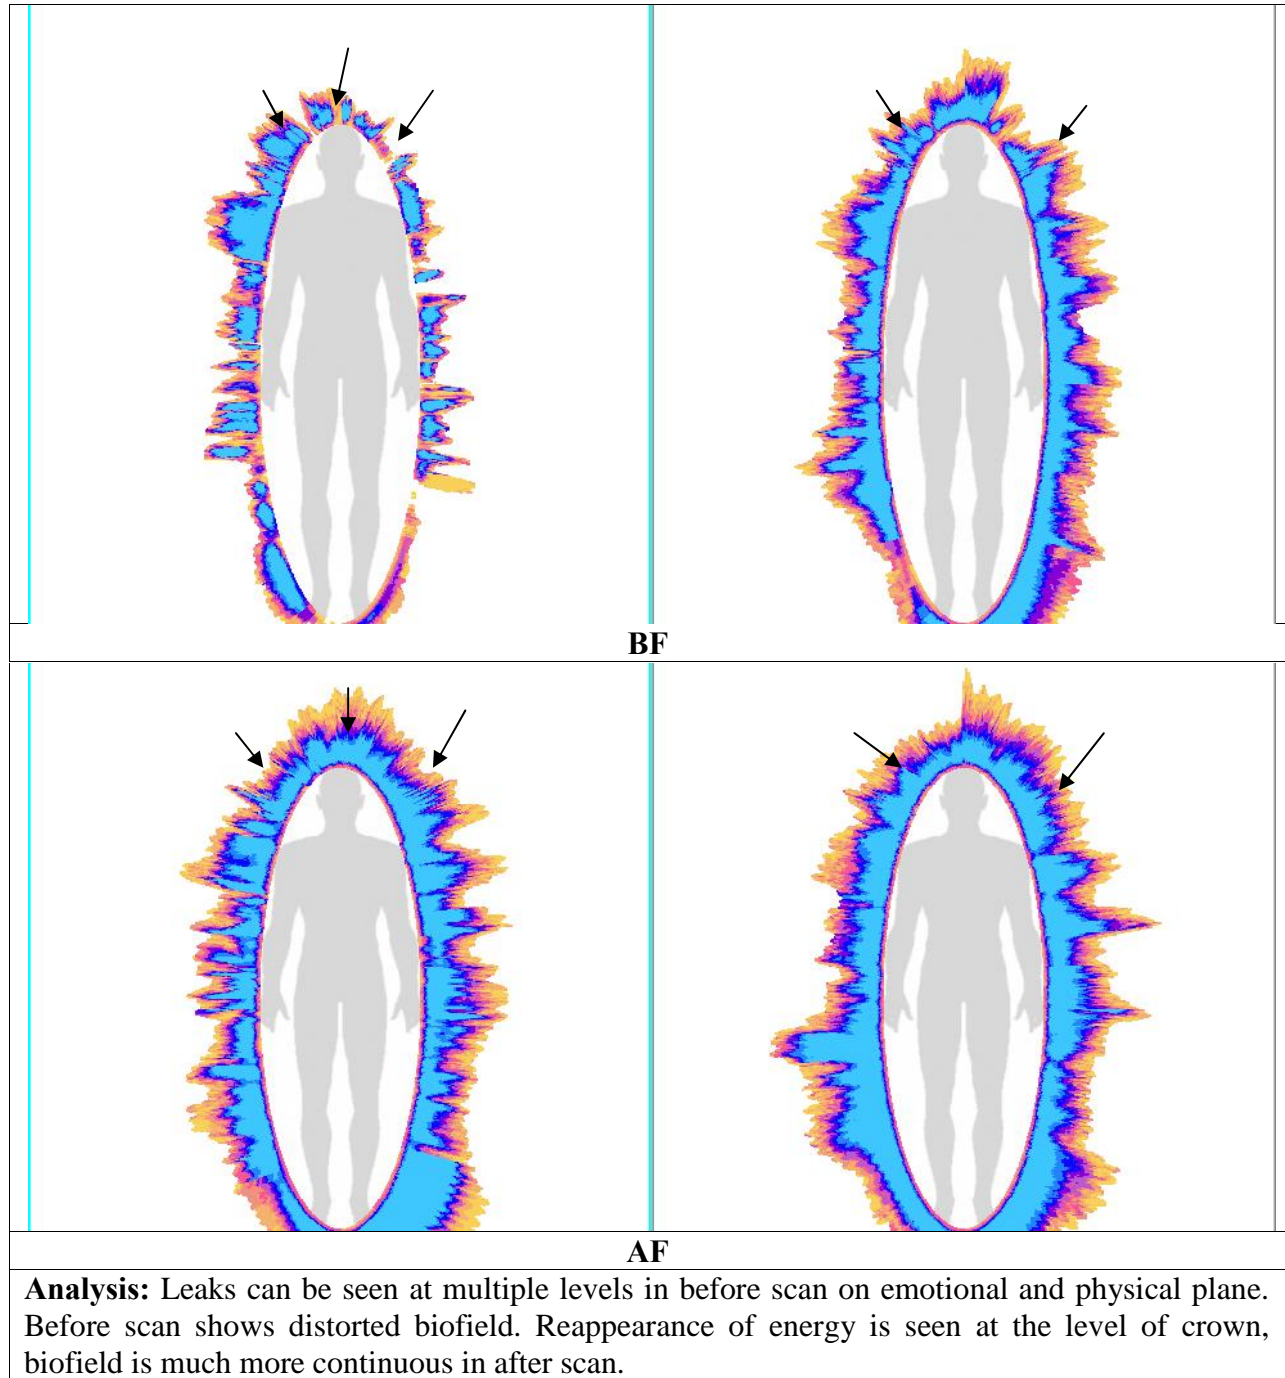 BF
AF
Analysis: Leaks can be seen at multiple levels in before scan on emotional and physical plane.
Before scan shows distorted biofield. Reappearance of energy is seen at the level of crown,
biofield is much more continuous in after scan.